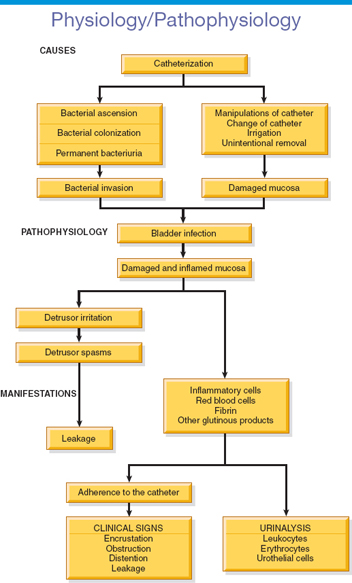 Physiology/Pathophysiology
CAUSES
Catheterization
Bacterial ascension
Bacterial colonization
Permanent bacteriuria
Manipulations of catheter
Change of catheter
Irrigation
Unintentional removal
Bacterial invasion
Damaged mucosa
PATHOPHYSIOLOGY
Bladder infection
Damaged and inflamed mucosa
Detrusor irritation
Detrusor spasms
MANIFESTATIONS
Inflammatory cells
Red blood cells
Fibrin
Other glutinous products
Leakage
Adherence to the catheter
CLINICAL SIGNS
Encrustation
Obstruction
Distention
Leakage
URINALYSIS
Leukocytes
Erythrocytes
Urothelial cells